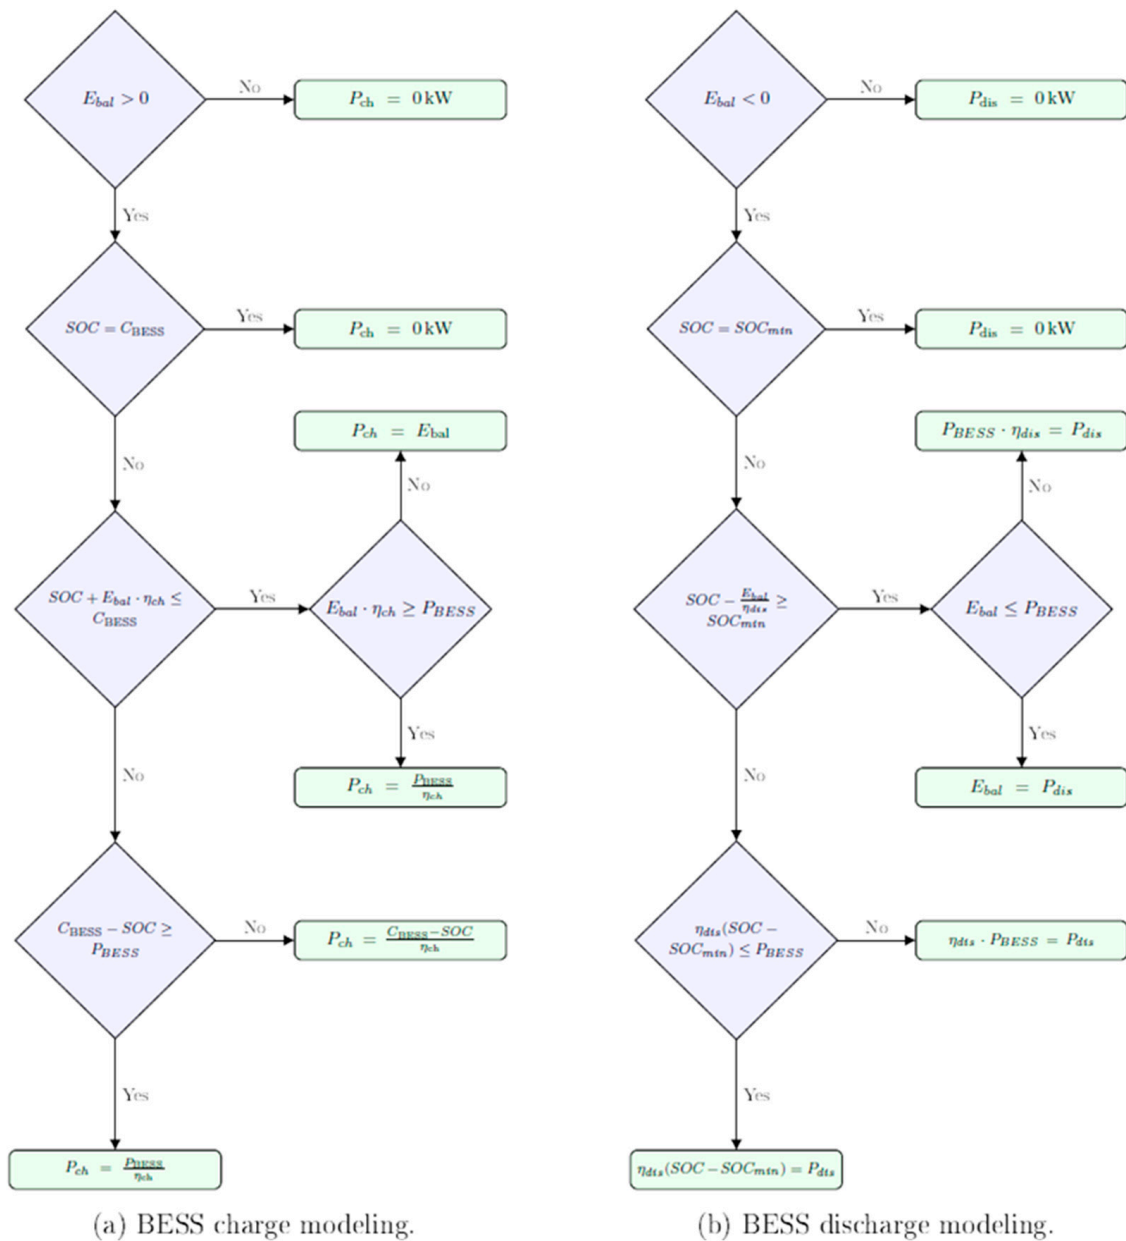 E_bal > 0
No
P_ch = 0 kW
Yes
SOC = C_BESS
Yes
P_ch = 0 kW
No
P_ch = E_bal
No
SOC + E_bal · η_ch ≤
C_BESS
Yes
E_bal · η_ch ≥ P_BESS
Yes
P_ch = P_BESS / η_ch
No
C_BESS − SOC ≥
P_BESS
No
P_ch = C_BESS−SOC / η_ch
Yes
P_ch = P_BESS / η_ch
(a) BESS charge modeling.
E_bal < 0
No
P_dis = 0 kW
Yes
SOC = SOC_min
Yes
P_dis = 0 kW
No
P_BESS · η_dis = P_dis
No
SOC − E_bal / η_dis ≥
SOC_min
Yes
E_bal ≤ P_BESS
Yes
E_bal = P_dis
No
η_dis(SOC −
SOC_min) ≤ P_BESS
No
η_dis · P_BESS = P_dis
Yes
η_dis(SOC − SOC_min) = P_dis
(b) BESS discharge modeling.